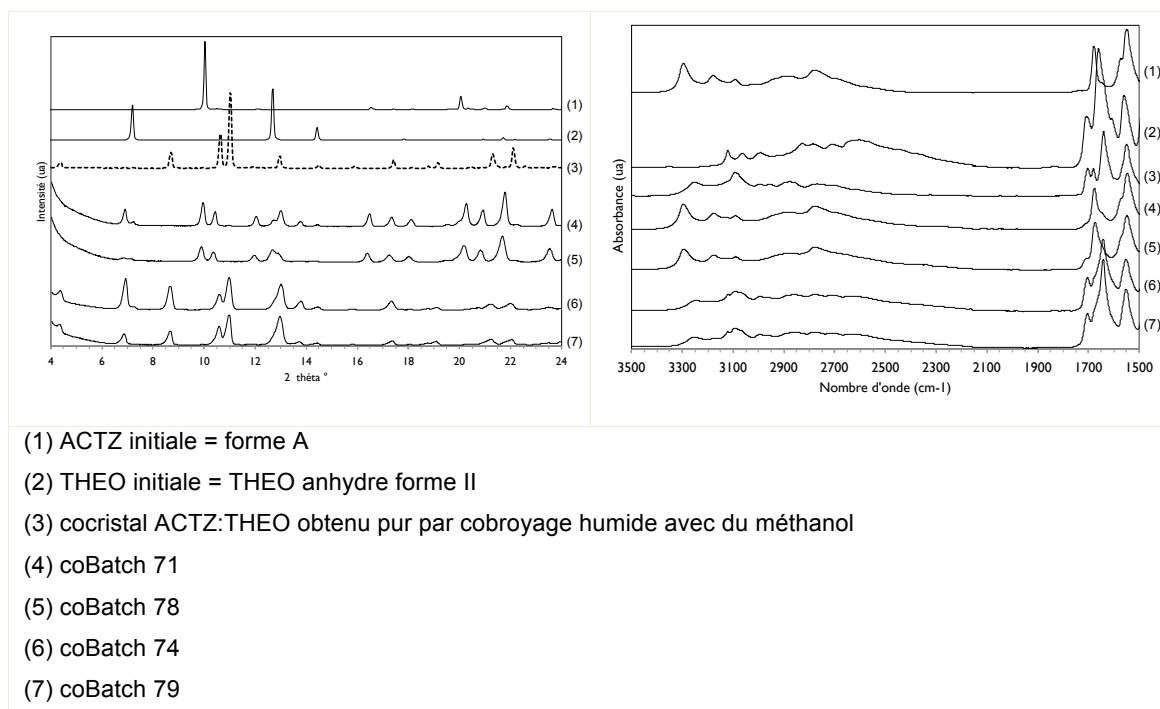 Intensité (ua)
(1)
(2)
(3)
(4)
(5)
(6)
(7)
4 6 8 10 12 14 16 18 20 22 24
2 théta °
Absorbance (ua)
(1)
(2)
(3)
(4)
(5)
(6)
(7)
3500 3300 3100 2900 2700 2500 2300 2100 1900 1700 1500
Nombre d'onde (cm-1)
(1) ACTZ initiale = forme A
(2) THEO initiale = THEO anhydre forme II
(3) cocristal ACTZ:THEO obtenu pur par cobroyage humide avec du méthanol
(4) coBatch 71
(5) coBatch 78
(6) coBatch 74
(7) coBatch 79